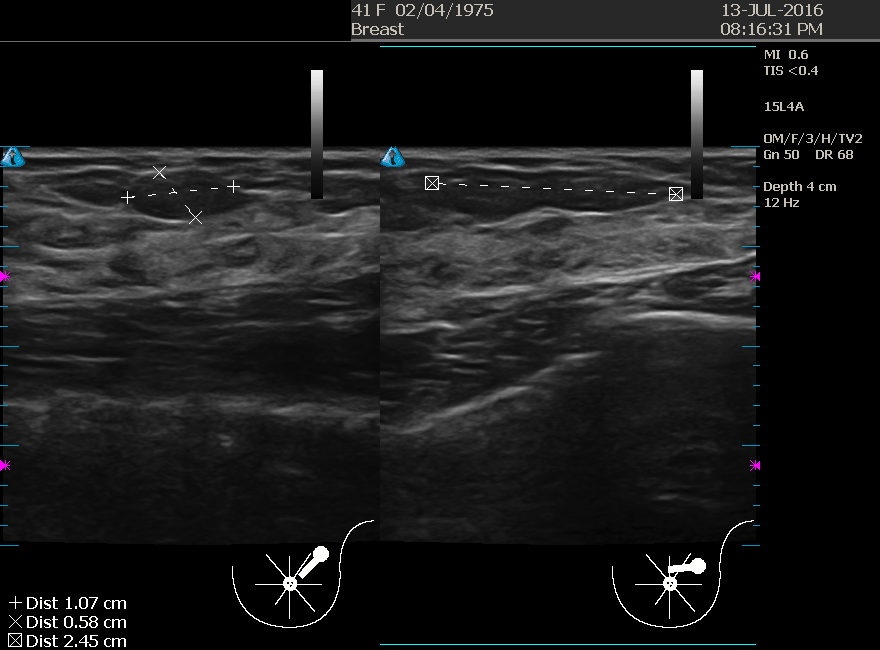 41 F 02/04/1975 13-JUL-2016
Breast 08:16:31 PM
MI 0.6
TIS <0.4
15L4A
OM/F/3/H/TV2
Gn 50 DR 68
Depth 4 cm
12 Hz
Dist 1.07 cm
Dist 0.58 cm
Dist 2.45 cm